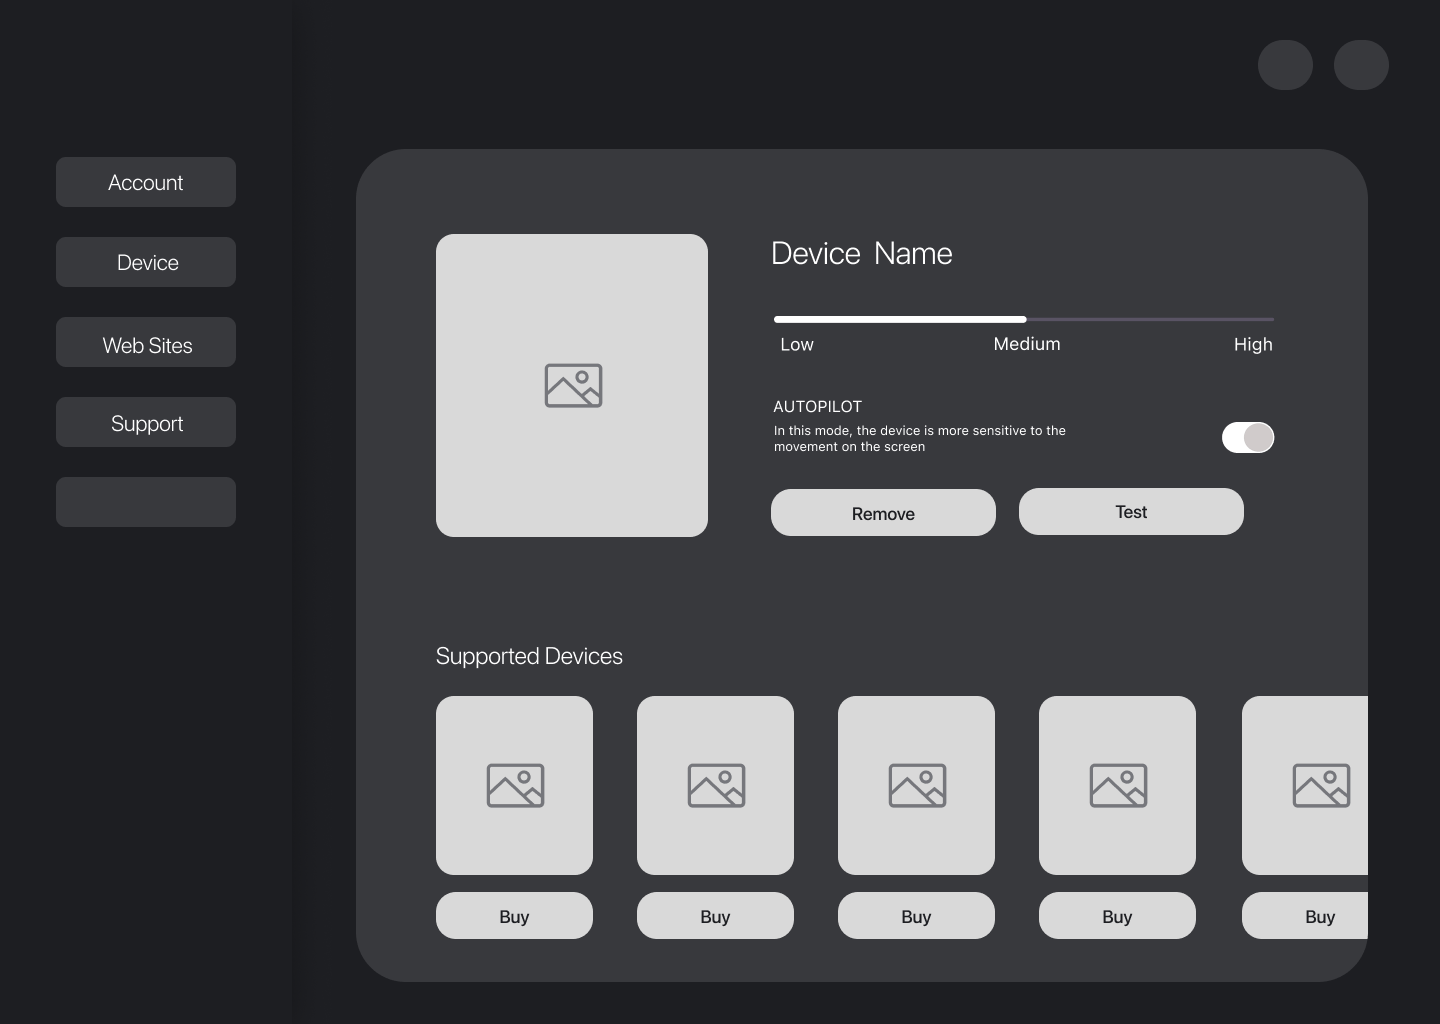 Account
Device
Web Sites
Support
Device Name
Low Medium High
AUTOPILOT
In this mode, the device is more sensitive to the
movement on the screen
Remove Test
Supported Devices
Buy Buy Buy Buy Buy